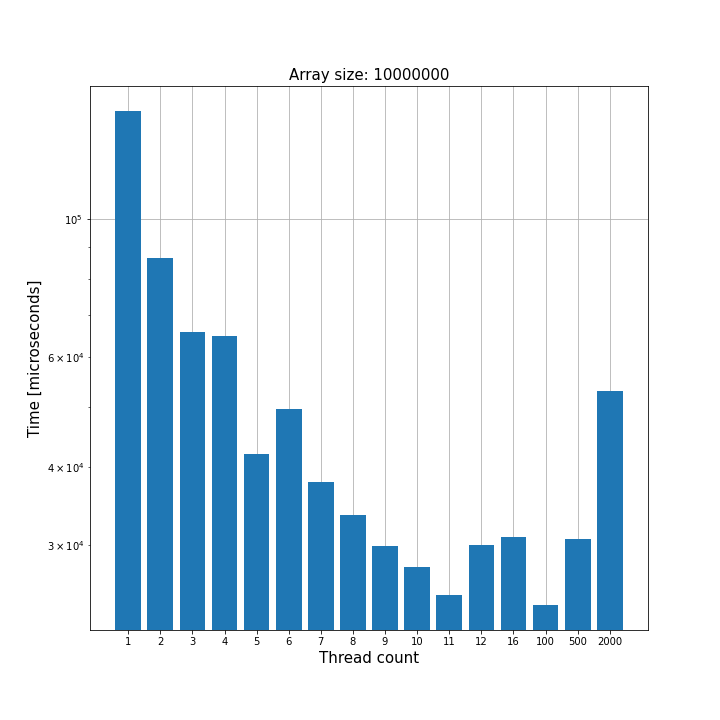 Array size: 10000000
Time [microseconds]
10⁵
6 × 10⁴
4 × 10⁴
3 × 10⁴
1 2 3 4 5 6 7 8 9 10 11 12 16 100 500 2000
Thread count